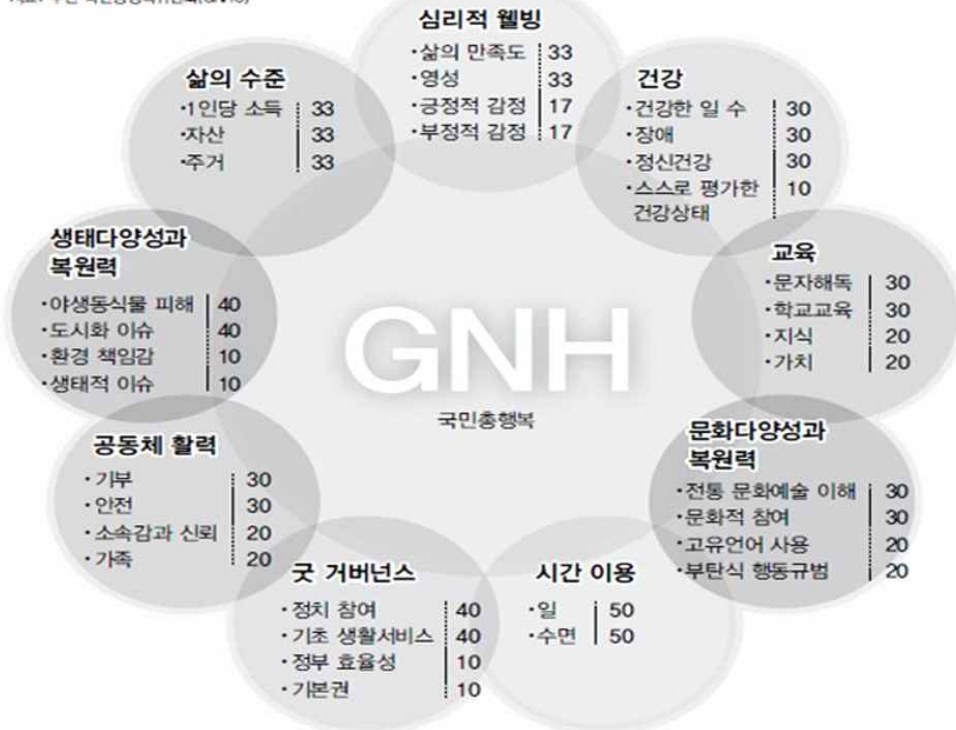 심리적 웰빙
·삶의 만족도 33
·영성 33
·긍정적 감정 17
·부정적 감정 17
삶의 수준
·1인당 소득 33
·자산 33
·주거 33
건강
·건강한 일 수 30
·장애 30
·정신건강 30
·스스로 평가한 10
건강상태
생태다양성과
복원력
·야생동식물 피해 40
·도시화 이슈 40
·환경 책임감 10
·생태적 이슈 10
교육
·문자해독 30
·학교교육 30
·지식 20
·가치 20
GNH
국민총행복
공동체 활력
·기부 30
·안전 30
·소속감과 신뢰 20
·가족 20
문화다양성과
복원력
·전통 문화예술 이해 30
·문화적 참여 30
·고유언어 사용 20
·부탄식 행동규범 20
굿 거버넌스
·정치 참여 40
·기초 생활서비스 40
·정부 효율성 10
·기본권 10
시간 이용
·일 50
·수면 50